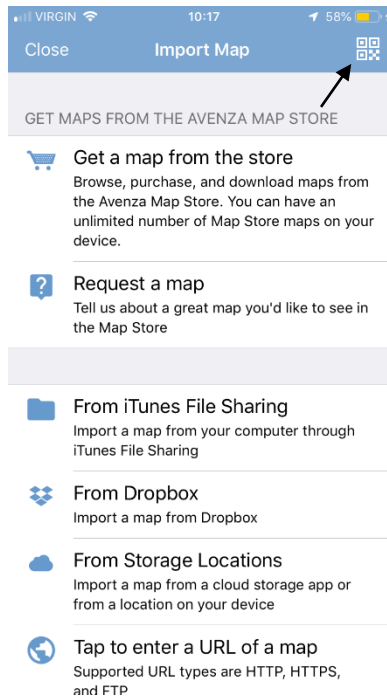 VIRGIN 10:17 58%
Close Import Map
GET MAPS FROM THE AVENZA MAP STORE
Get a map from the store
Browse, purchase, and download maps from
the Avenza Map Store. You can have an
unlimited number of Map Store maps on your
device.
Request a map
Tell us about a great map you'd like to see in
the Map Store
From iTunes File Sharing
Import a map from your computer through
iTunes File Sharing
From Dropbox
Import a map from Dropbox
From Storage Locations
Import a map from a cloud storage app or
from a location on your device
Tap to enter a URL of a map
Supported URL types are HTTP, HTTPS,
and FTP